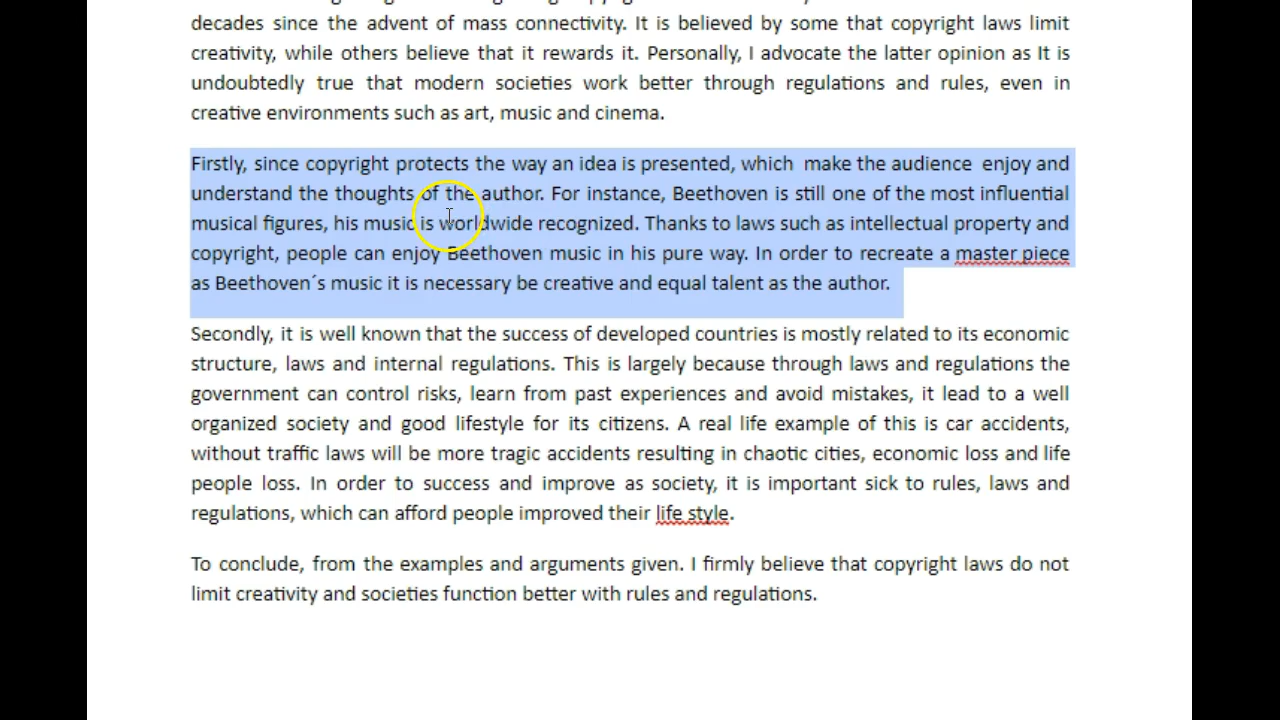 decades since the advent of mass connectivity. It is believed by some that copyright laws limit
creativity, while others believe that it rewards it. Personally, I advocate the latter opinion as It is
undoubtedly true that modern societies work better through regulations and rules, even in
creative environments such as art, music and cinema.
Firstly, since copyright protects the way an idea is presented, which make the audience enjoy and
understand the thoughts of the author. For instance, Beethoven is still one of the most influential
musical figures, his music is worldwide recognized. Thanks to laws such as intellectual property and
copyright, people can enjoy Beethoven music in his pure way. In order to recreate a master piece
as Beethoven´s music it is necessary be creative and equal talent as the author.
Secondly, it is well known that the success of developed countries is mostly related to its economic
structure, laws and internal regulations. This is largely because through laws and regulations the
government can control risks, learn from past experiences and avoid mistakes, it lead to a well
organized society and good lifestyle for its citizens. A real life example of this is car accidents,
without traffic laws will be more tragic accidents resulting in chaotic cities, economic loss and life
people loss. In order to success and improve as society, it is important sick to rules, laws and
regulations, which can afford people improved their life style.
To conclude, from the examples and arguments given. I firmly believe that copyright laws do not
limit creativity and societies function better with rules and regulations.